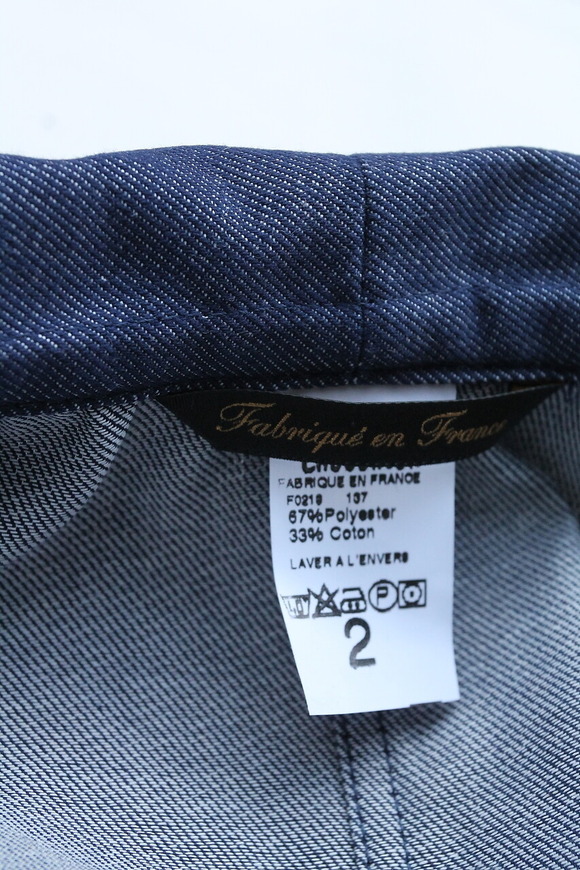 Fabriqué en France
FABRIQUE EN FRANCE
F0219 137
67%Polyester
33% Coton
LAVER A L'ENVERS
P
2